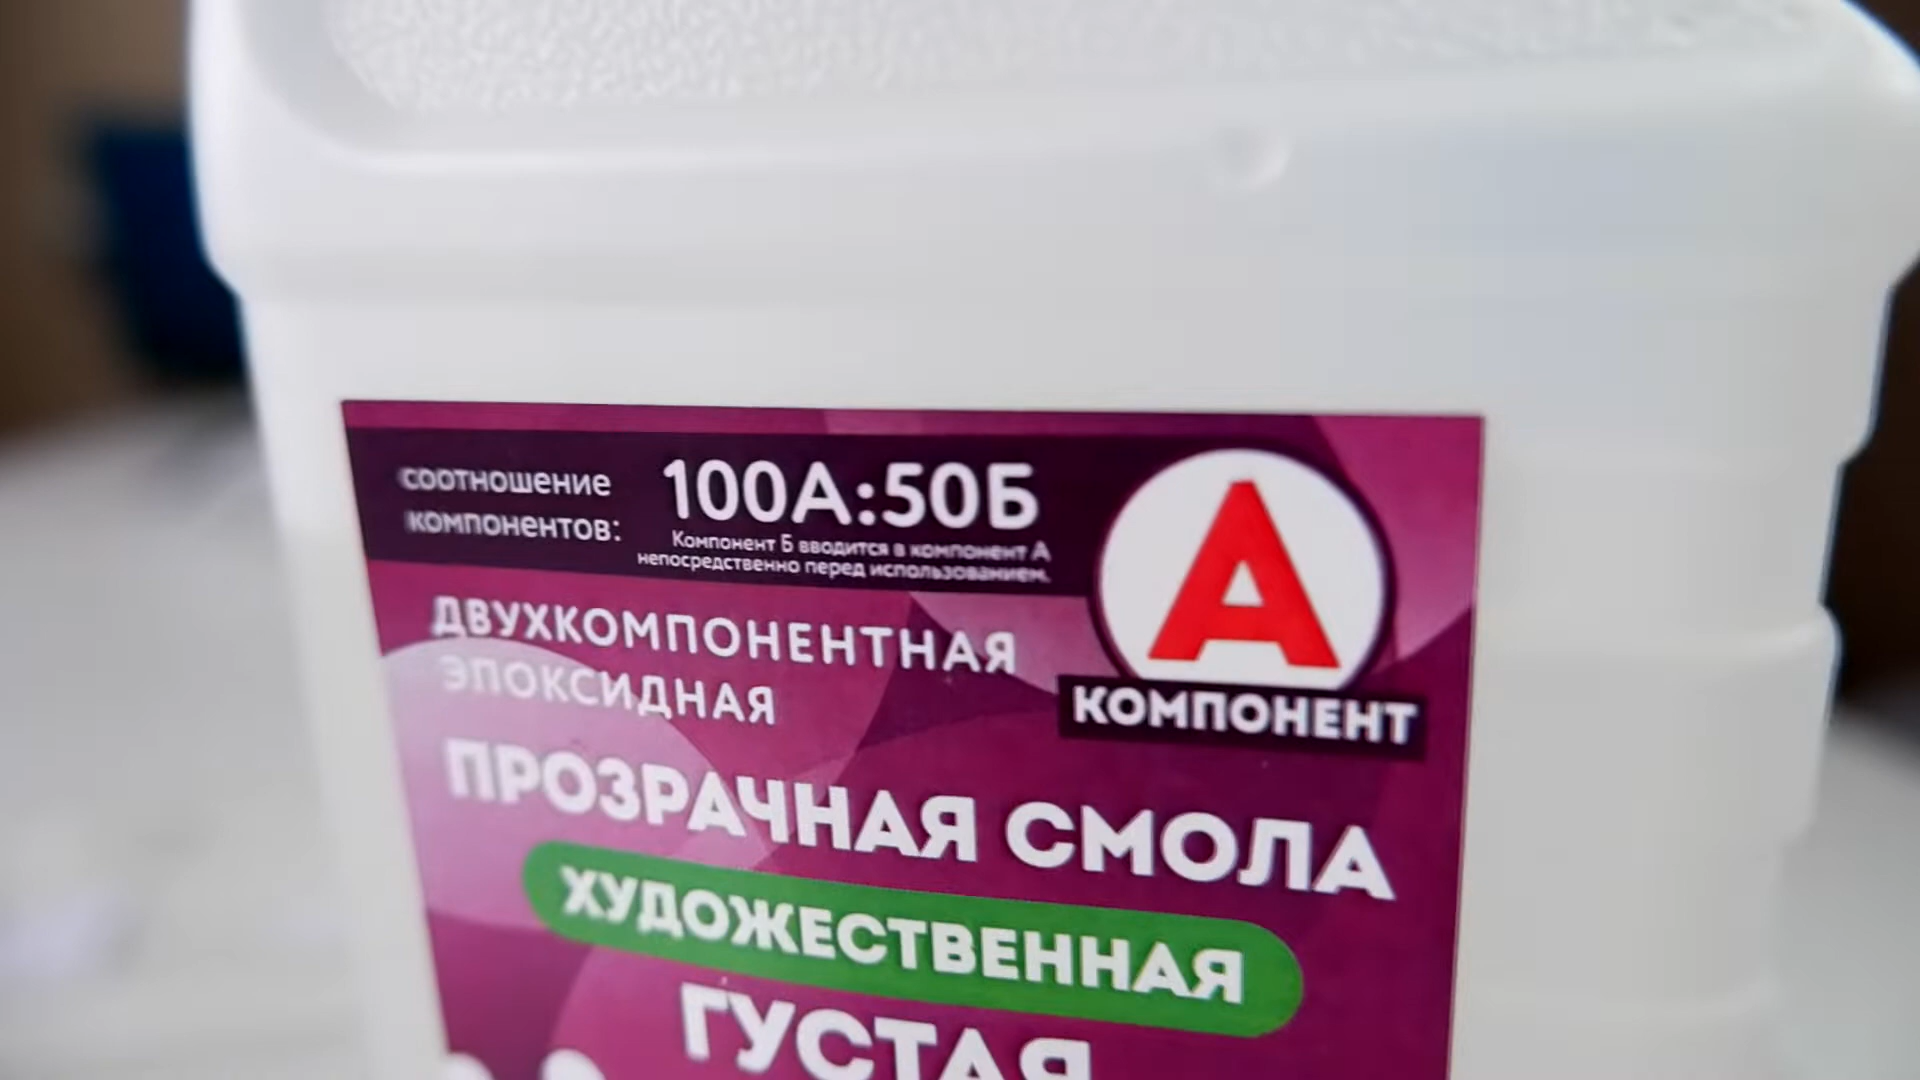 соотношение
компонентов:
100А:50Б
Компонент Б вводится в компонент А
непосредственно перед использованием.
А
КОМПОНЕНТ
ДВУХКОМПОНЕНТНАЯ
ЭПОКСИДНАЯ
ПРОЗРАЧНАЯ СМОЛА
ХУДОЖЕСТВЕННАЯ
ГУСТАЯ